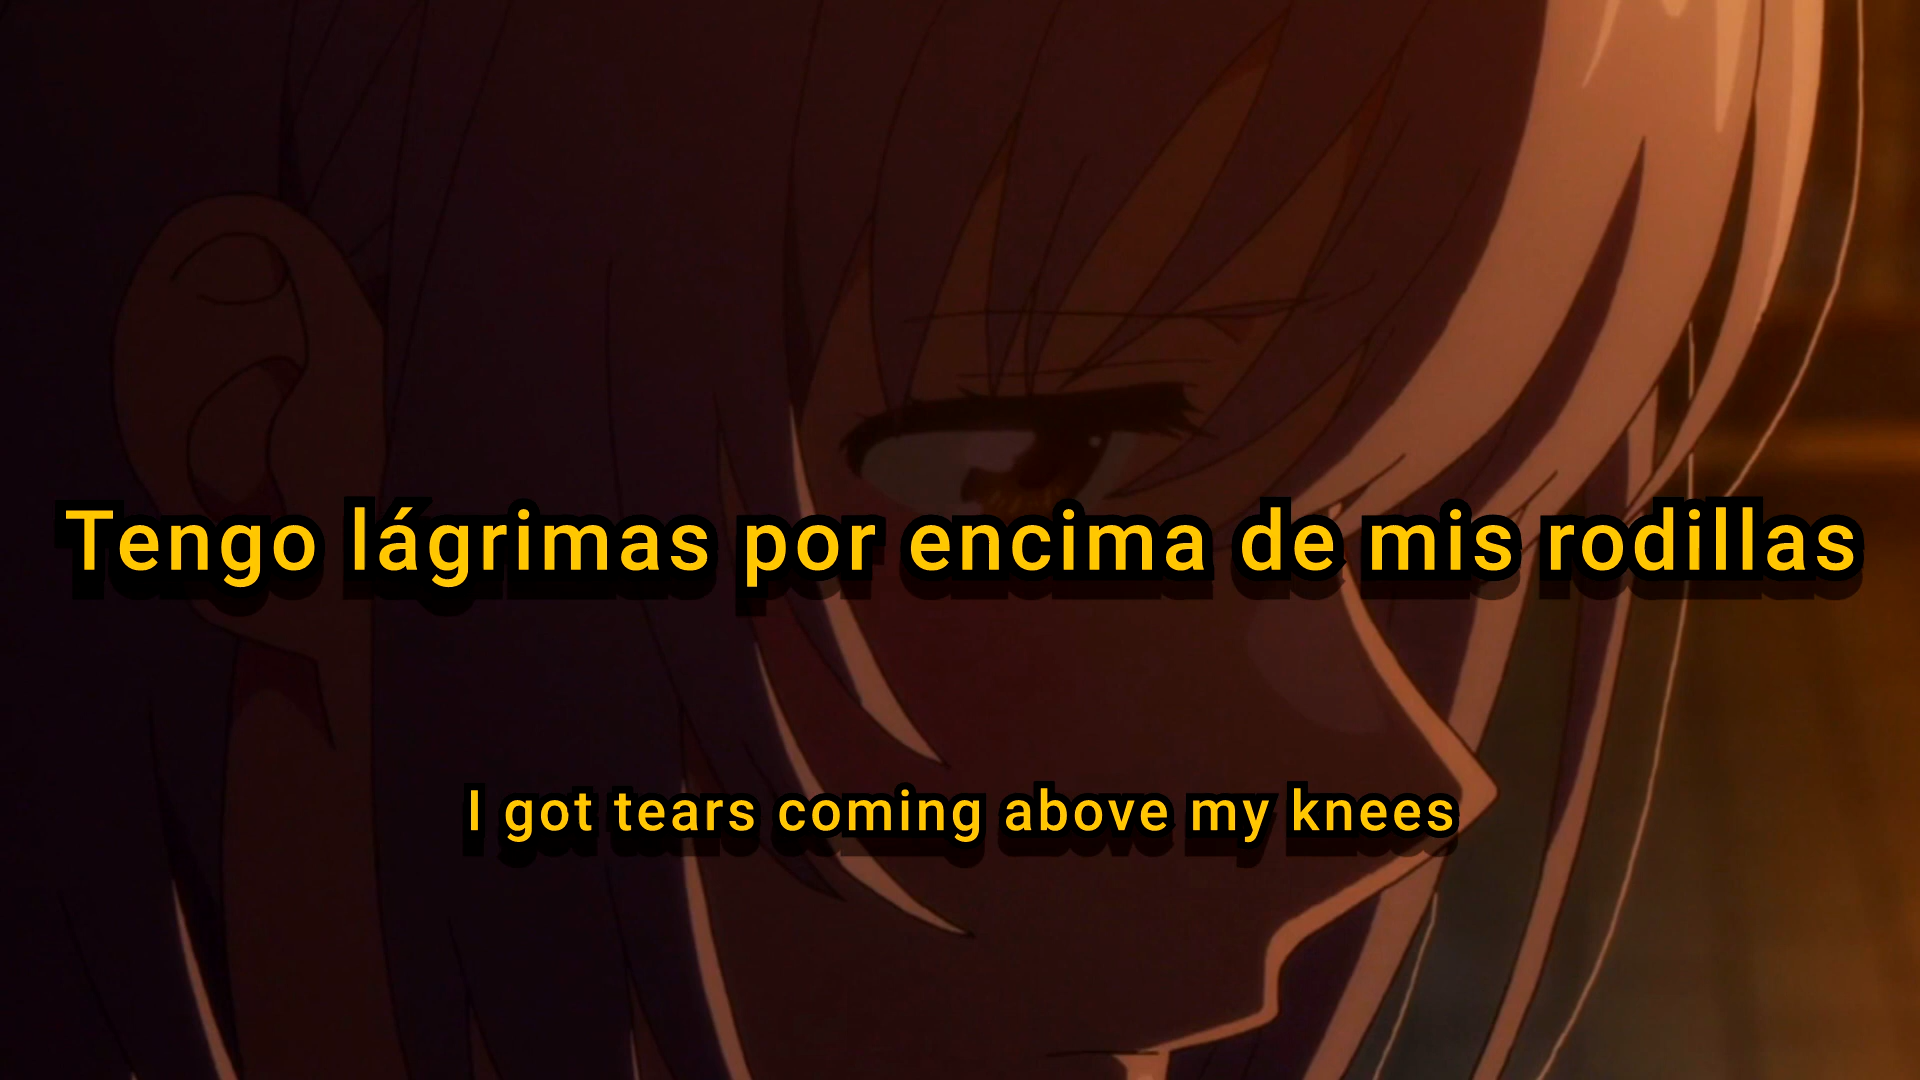 Tengo lágrimas por encima de mis rodillas
I got tears coming above my knees